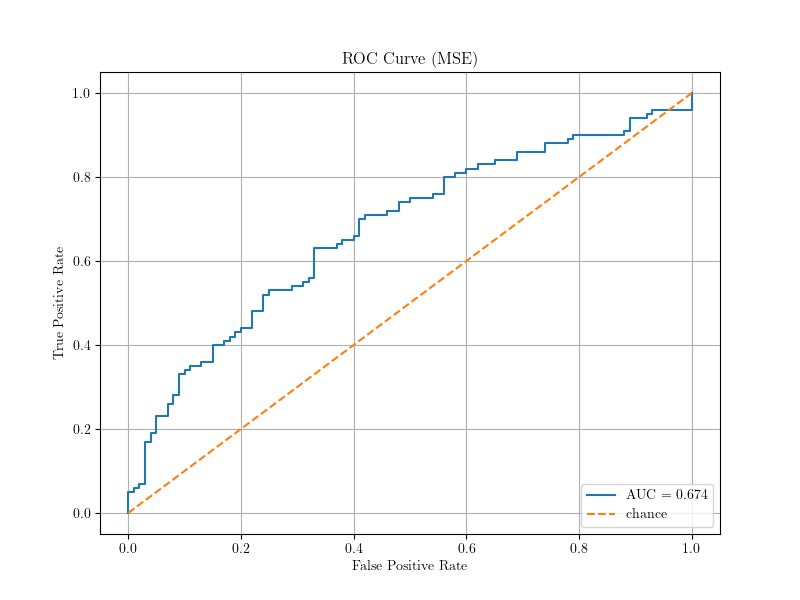 ROC Curve (MSE)
True Positive Rate
1.0
0.8
0.6
0.4
0.2
0.0
0.0 0.2 0.4 0.6 0.8 1.0
False Positive Rate
AUC = 0.674
chance